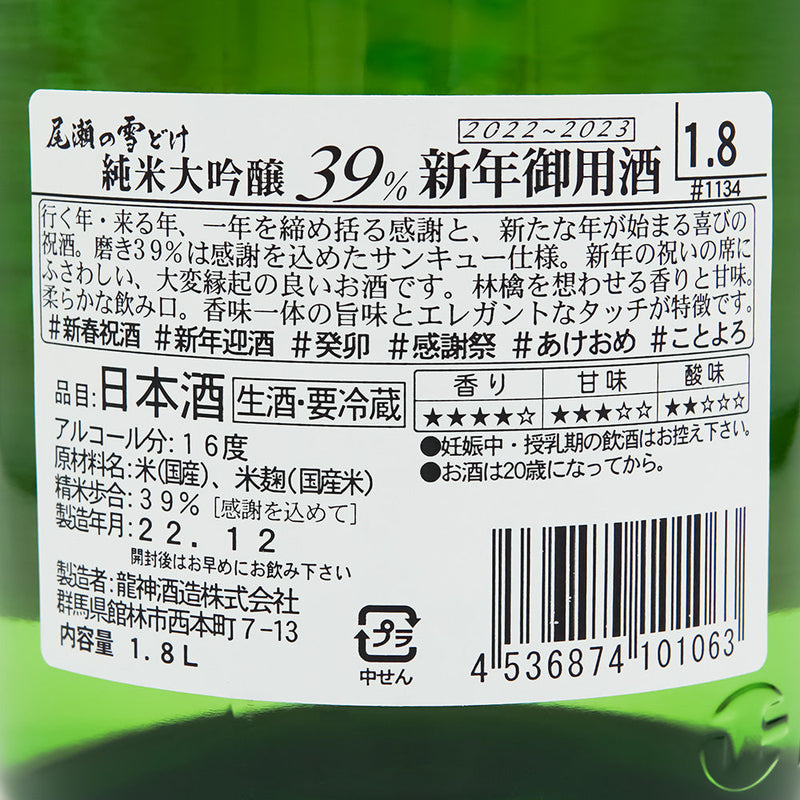 尾瀬の雪どけ
2022~2023
純米大吟醸 39% 新年御用酒
1.8
#1134
行く年・来る年、一年を締め括る感謝と、新たな年が始まる喜びの
祝酒。磨き39%は感謝を込めたサンキュー仕様。新年の祝いの席に
ふさわしい、大変縁起の良いお酒です。林檎を想わせる香りと甘味。
柔らかな飲み口。香味一体の旨味とエレガントなタッチが特徴です。
#新春祝酒 #新年迎酒 #癸卯 #感謝祭 #あけおめ #ことよろ
品目:日本酒 生酒・要冷蔵
香り 甘味 酸味
★★★★☆ ★★★☆☆ ★★☆☆☆
●妊娠中・授乳期の飲酒はお控え下さい。
●お酒は20歳になってから。
アルコール分:16度
原材料名:米(国産)、米麹(国産米)
精米歩合:39% [感謝を込めて]
製造年月:22.12
開封後はお早めにお飲み下さい
製造者:龍神酒造株式会社
群馬県館林市西本町7-13
内容量 1.8L
プラ
中せん
4 536874 101063